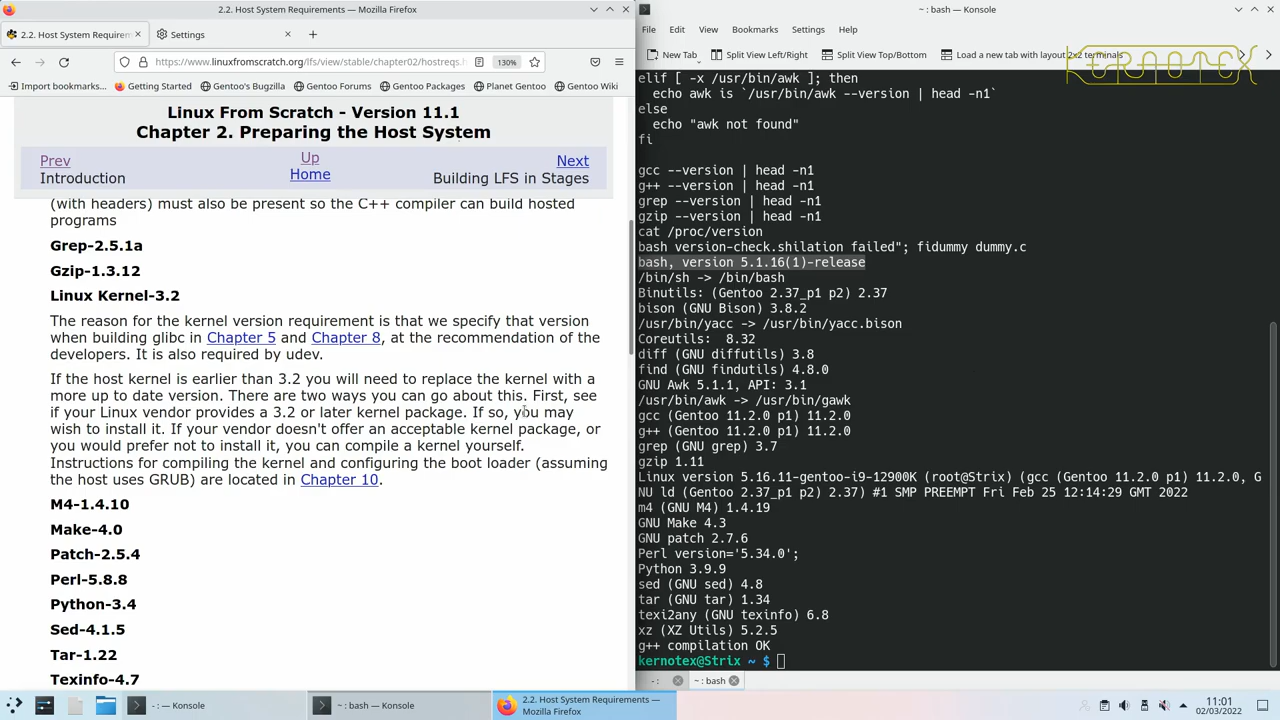 2.2. Host System Requirements — Mozilla Firefox
2.2. Host System Requirem
Settings
https://www.linuxfromscratch.org/lfs/view/stable/chapter02/hostreqs.h
130%
Import bookmarks...
Getting Started
Gentoo's Bugzilla
Gentoo Forums
Gentoo Packages
Planet Gentoo
Gentoo Wiki
Linux From Scratch - Version 11.1
Chapter 2. Preparing the Host System
Prev
Up
Next
Introduction
Home
Building LFS in Stages
(with headers) must also be present so the C++ compiler can build hosted
programs
Grep-2.5.1a
Gzip-1.3.12
Linux Kernel-3.2
The reason for the kernel version requirement is that we specify that version
when building glibc in Chapter 5 and Chapter 8, at the recommendation of the
developers. It is also required by udev.
If the host kernel is earlier than 3.2 you will need to replace the kernel with a
more up to date version. There are two ways you can go about this. First, see
if your Linux vendor provides a 3.2 or later kernel package. If so, you may
wish to install it. If your vendor doesn't offer an acceptable kernel package, or
you would prefer not to install it, you can compile a kernel yourself.
Instructions for compiling the kernel and configuring the boot loader (assuming
the host uses GRUB) are located in Chapter 10.
M4-1.4.10
Make-4.0
Patch-2.5.4
Perl-5.8.8
Python-3.4
Sed-4.1.5
Tar-1.22
Texinfo-4.7
~ : bash — Konsole
File Edit View Bookmarks Settings Help
New Tab
Split View Left/Right
Split View Top/Bottom
Load a new tab with layout 2x2 terminals
KERNOTEX
elif [ -x /usr/bin/awk ]; then
echo awk is `/usr/bin/awk --version | head -n1`
else
echo "awk not found"
fi
gcc --version | head -n1
g++ --version | head -n1
grep --version | head -n1
gzip --version | head -n1
cat /proc/version
bash version-check.shilation failed"; fidummy dummy.c
bash, version 5.1.16(1)-release
/bin/sh -> /bin/bash
Binutils: (Gentoo 2.37_p1 p2) 2.37
bison (GNU Bison) 3.8.2
/usr/bin/yacc -> /usr/bin/yacc.bison
Coreutils:  8.32
diff (GNU diffutils) 3.8
find (GNU findutils) 4.8.0
GNU Awk 5.1.1, API: 3.1
/usr/bin/awk -> /usr/bin/gawk
gcc (Gentoo 11.2.0 p1) 11.2.0
g++ (Gentoo 11.2.0 p1) 11.2.0
grep (GNU grep) 3.7
gzip 1.11
Linux version 5.16.11-gentoo-i9-12900K (root@Strix) (gcc (Gentoo 11.2.0 p1) 11.2.0, G
NU ld (Gentoo 2.37_p1 p2) 2.37) #1 SMP PREEMPT Fri Feb 25 12:14:29 GMT 2022
m4 (GNU M4) 1.4.19
GNU Make 4.3
GNU patch 2.7.6
Perl version='5.34.0';
Python 3.9.9
sed (GNU sed) 4.8
tar (GNU tar) 1.34
texi2any (GNU texinfo) 6.8
xz (XZ Utils) 5.2.5
g++ compilation OK
kernotex@Strix ~ $
- :
~ : bash
- : — Konsole
~ : bash — Konsole
2.2. Host System Requirements —
Mozilla Firefox
11:01
02/03/2022